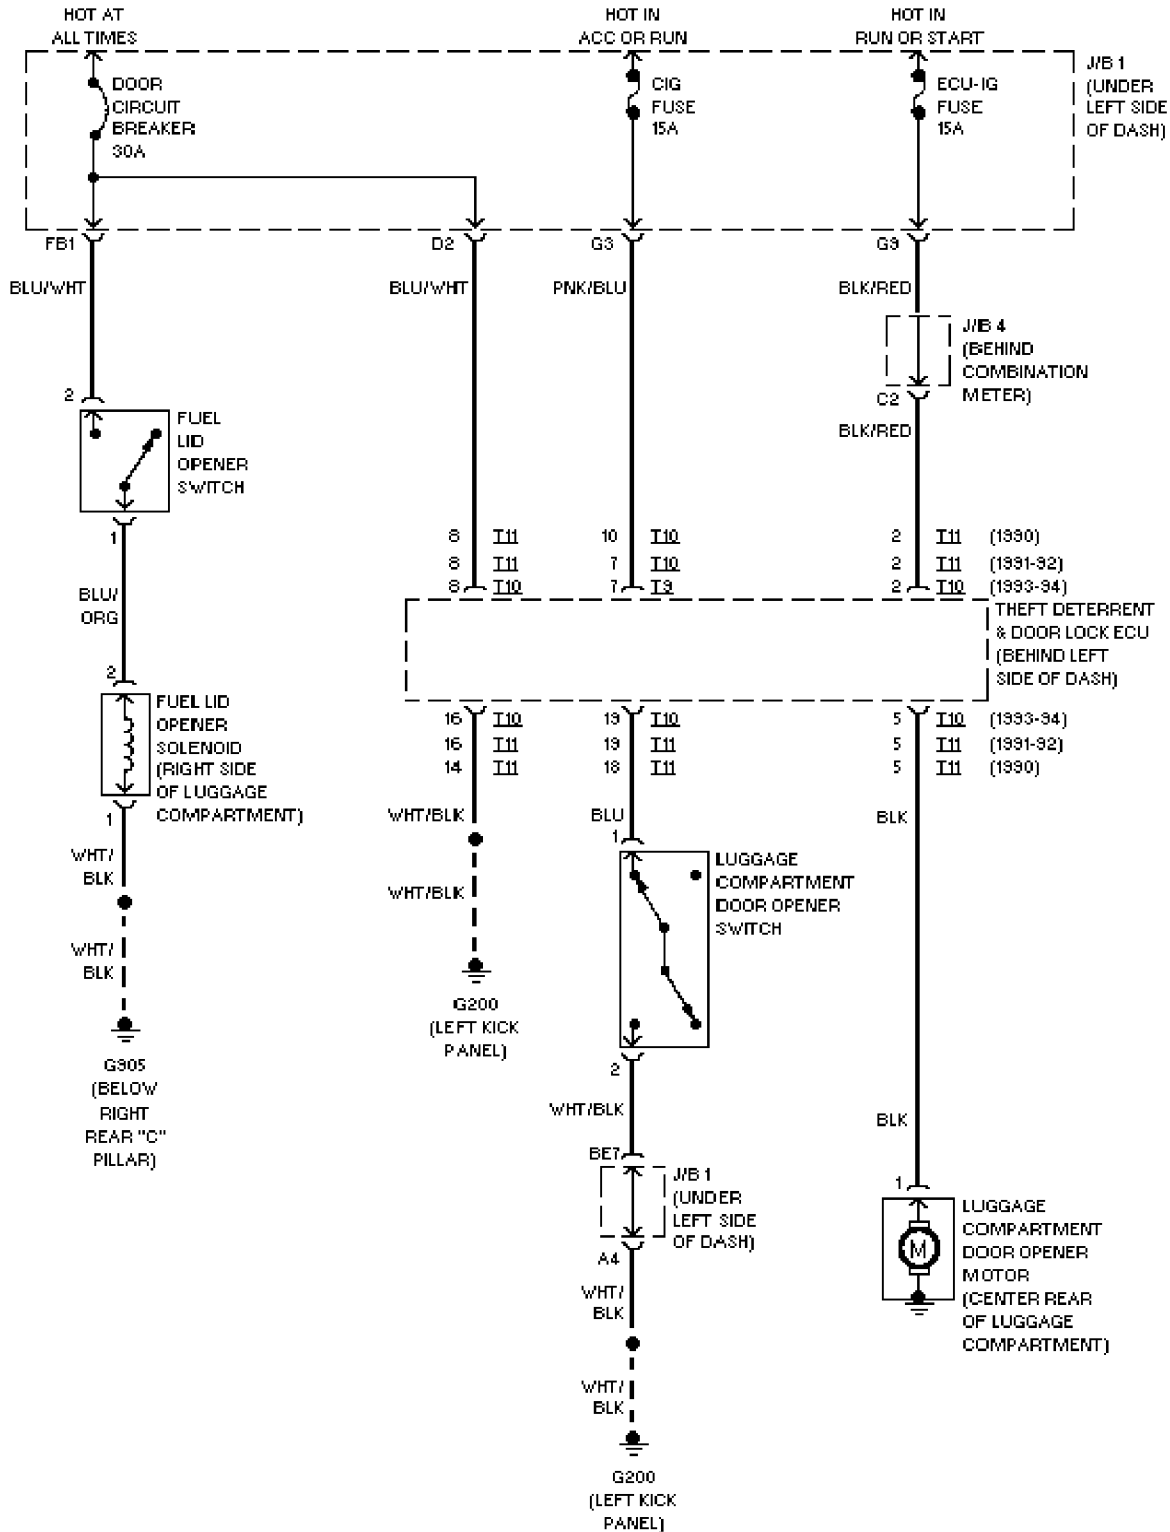 HOT AT
ALL TIMES
HOT IN
ACC OR RUN
HOT IN
RUN OR START
DOOR
CIRCUIT
BREAKER
30A
CIG
FUSE
15A
ECU-IG
FUSE
15A
J/B 1
(UNDER
LEFT SIDE
OF DASH)
FB1
D2
G3
G9
BLU/WHT
BLU/WHT
PNK/BLU
BLK/RED
J/B 4
(BEHIND
COMBINATION
METER)
C2
BLK/RED
2
FUEL
LID
OPENER
SWITCH
1
BLU/
ORG
8 T11 10 T10 2 T11 (1990)
8 T11 7 T10 2 T11 (1991-92)
8 T10 7 T9 2 T10 (1993-94)
THEFT DETERRENT
& DOOR LOCK ECU
(BEHIND LEFT
SIDE OF DASH)
2
FUEL LID
OPENER
SOLENOID
(RIGHT SIDE
OF LUGGAGE
COMPARTMENT)
1
16 T10 19 T10 5 T10 (1993-94)
16 T11 19 T11 5 T11 (1991-92)
14 T11 18 T11 5 T11 (1990)
WHT/BLK
BLU
BLK
1
WHT/
BLK
WHT/BLK
LUGGAGE
COMPARTMENT
DOOR OPENER
SWITCH
WHT/
BLK
G200
(LEFT KICK
PANEL)
G905
(BELOW
RIGHT
REAR "C"
PILLAR)
2
WHT/BLK
BLK
BE7
J/B 1
(UNDER
LEFT SIDE
OF DASH)
A4
1
M
LUGGAGE
COMPARTMENT
DOOR OPENER
MOTOR
(CENTER REAR
OF LUGGAGE
COMPARTMENT)
WHT/
BLK
WHT/
BLK
G200
(LEFT KICK
PANEL)